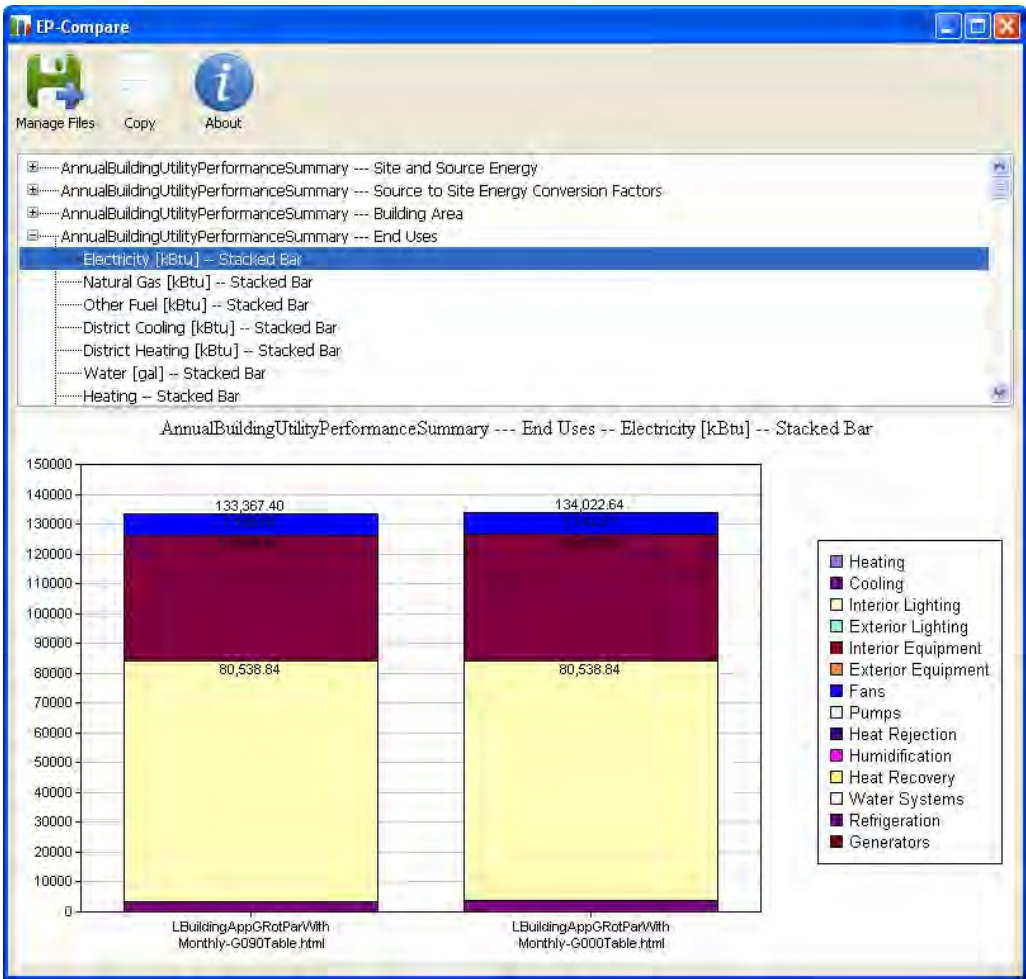 EP-Compare
Manage Files Copy About
AnnualBuildingUtilityPerformanceSummary --- Site and Source Energy
AnnualBuildingUtilityPerformanceSummary --- Source to Site Energy Conversion Factors
AnnualBuildingUtilityPerformanceSummary --- Building Area
AnnualBuildingUtilityPerformanceSummary --- End Uses
Electricity [kBtu] -- Stacked Bar
Natural Gas [kBtu] -- Stacked Bar
Other Fuel [kBtu] -- Stacked Bar
District Cooling [kBtu] -- Stacked Bar
District Heating [kBtu] -- Stacked Bar
Water [gal] -- Stacked Bar
Heating -- Stacked Bar
AnnualBuildingUtilityPerformanceSummary --- End Uses -- Electricity [kBtu] -- Stacked Bar
150000
140000
130000
120000
110000
100000
90000
80000
70000
60000
50000
40000
30000
20000
10000
0
133,367.40
134,022.64
80,538.84
80,538.84
LBuildingAppGRotParWith
Monthly-G090Table.html
LBuildingAppGRotParWith
Monthly-G000Table.html
Heating
Cooling
Interior Lighting
Exterior Lighting
Interior Equipment
Exterior Equipment
Fans
Pumps
Heat Rejection
Humidification
Heat Recovery
Water Systems
Refrigeration
Generators